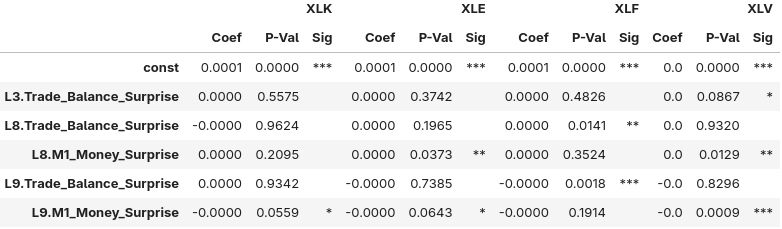 XLK XLE XLF XLV
Coef P-Val Sig Coef P-Val Sig Coef P-Val Sig Coef P-Val Sig
const 0.0001 0.0000 *** 0.0001 0.0000 *** 0.0001 0.0000 *** 0.0 0.0000 ***
L3.Trade_Balance_Surprise 0.0000 0.5575 0.0000 0.3742 0.0000 0.4826 0.0 0.0867 *
L8.Trade_Balance_Surprise -0.0000 0.9624 0.0000 0.1965 0.0000 0.0141 ** 0.0 0.9320
L8.M1_Money_Surprise 0.0000 0.2095 0.0000 0.0373 ** 0.0000 0.3524 0.0 0.0129 **
L9.Trade_Balance_Surprise 0.0000 0.9342 -0.0000 0.7385 -0.0000 0.0018 *** -0.0 0.8296
L9.M1_Money_Surprise -0.0000 0.0559 * -0.0000 0.0643 * -0.0000 0.1914 -0.0 0.0009 ***